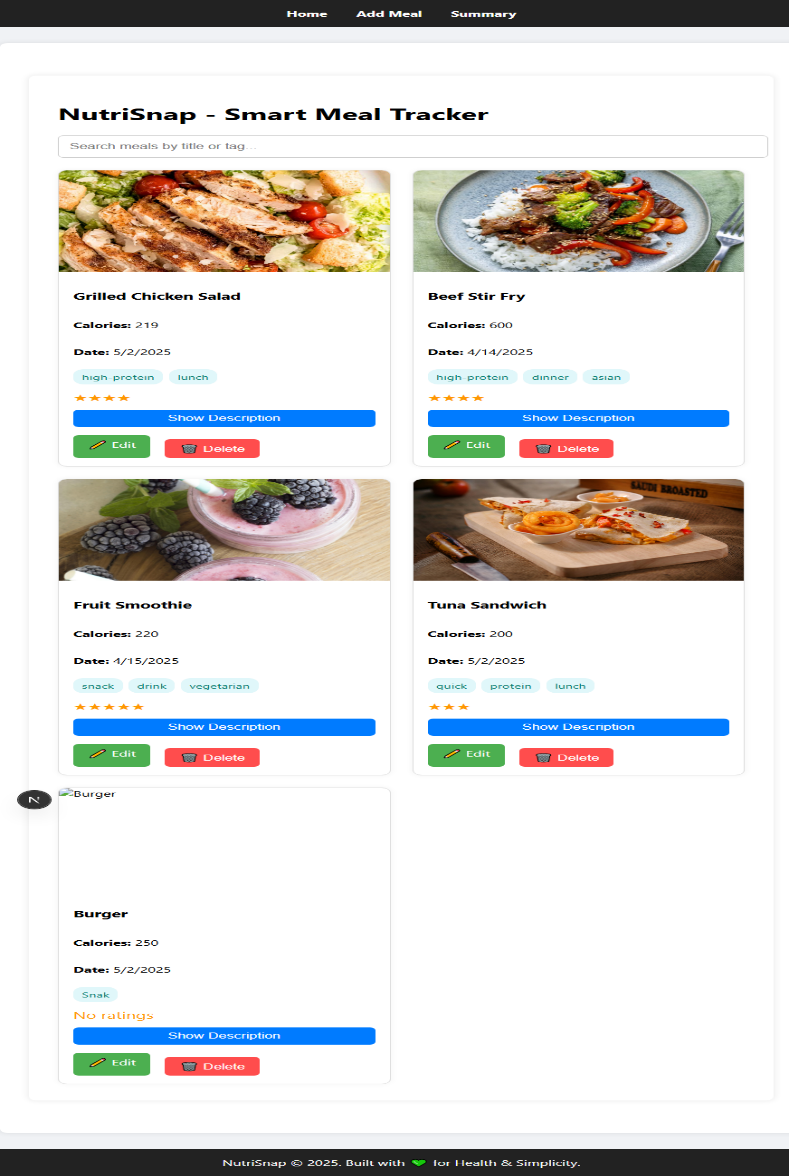 Home Add Meal Summary
NutriSnap - Smart Meal Tracker
Search meals by title or tag...
Grilled Chicken Salad
Calories: 219
Date: 5/2/2025
high-protein lunch
★★★★
Show Description
✏️ Edit 🗑️ Delete
Beef Stir Fry
Calories: 600
Date: 4/14/2025
high-protein dinner asian
★★★★
Show Description
✏️ Edit 🗑️ Delete
Fruit Smoothie
Calories: 220
Date: 4/15/2025
snack drink vegetarian
★★★★★
Show Description
✏️ Edit 🗑️ Delete
SAUDI ROASTED
Tuna Sandwich
Calories: 200
Date: 5/2/2025
quick protein lunch
★★★
Show Description
✏️ Edit 🗑️ Delete
N
Burger
Burger
Calories: 250
Date: 5/2/2025
Snak
No ratings
Show Description
✏️ Edit 🗑️ Delete
NutriSnap © 2025. Built with 💚 for Health & Simplicity.